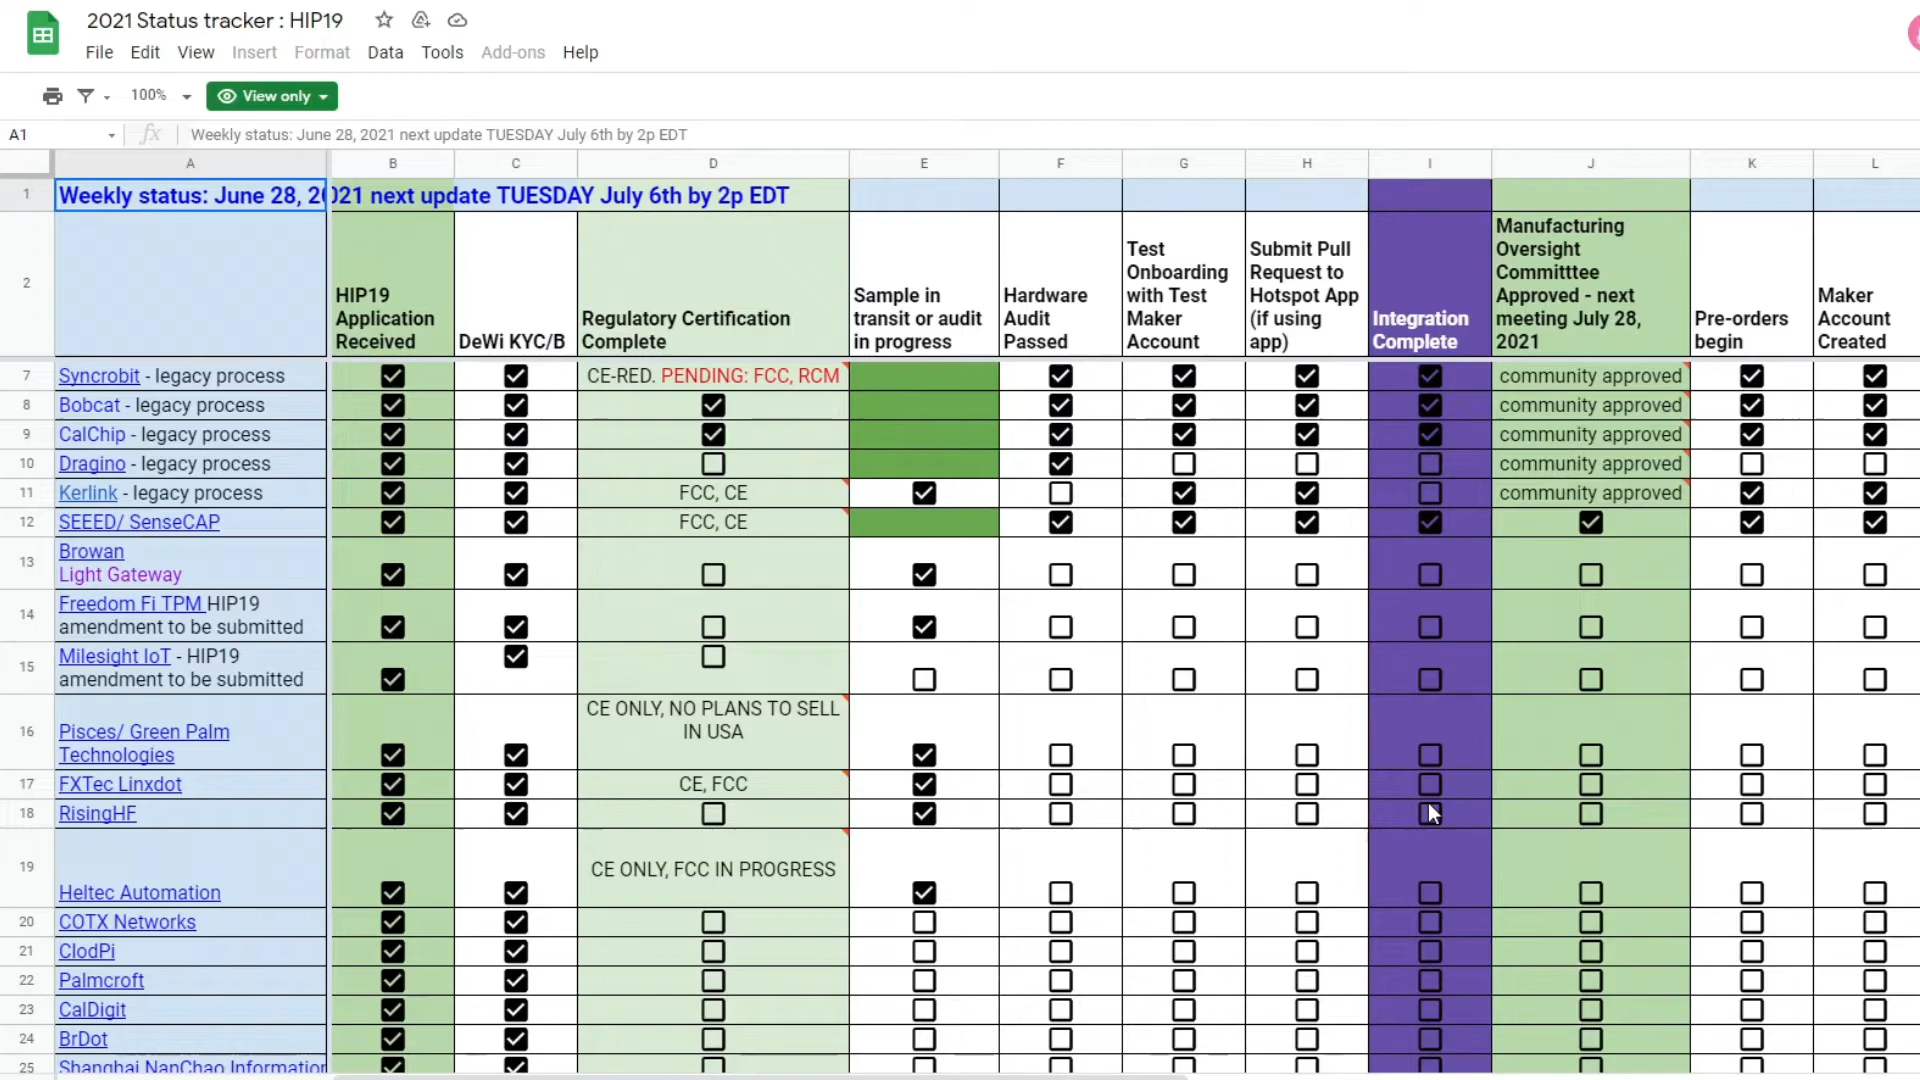 2021 Status tracker : HIP19
File Edit View Insert Format Data Tools Add-ons Help
100% View only
A1 fx Weekly status: June 28, 2021 next update TUESDAY July 6th by 2p EDT
A B C D E F G H I J K L
1 Weekly status: June 28, 2021 next update TUESDAY July 6th by 2p EDT
2
HIP19
Application
Received
DeWi KYC/B
Regulatory Certification
Complete
Sample in
transit or audit
in progress
Hardware
Audit
Passed
Test
Onboarding
with Test
Maker
Account
Submit Pull
Request to
Hotspot App
(if using
app)
Integration
Complete
Manufacturing
Oversight
Committtee
Approved - next
meeting July 28,
2021
Pre-orders
begin
Maker
Account
Created
7 Syncrobit - legacy process CE-RED. PENDING: FCC, RCM community approved
8 Bobcat - legacy process community approved
9 CalChip - legacy process community approved
10 Dragino - legacy process community approved
11 Kerlink - legacy process FCC, CE community approved
12 SEEED/ SenseCAP FCC, CE
13 Browan
Light Gateway
14 Freedom Fi TPM HIP19
amendment to be submitted
15 Milesight IoT - HIP19
amendment to be submitted
16 Pisces/ Green Palm
Technologies
CE ONLY, NO PLANS TO SELL
IN USA
17 FXTec Linxdot CE, FCC
18 RisingHF
19 Heltec Automation CE ONLY, FCC IN PROGRESS
20 COTX Networks
21 ClodPi
22 Palmcroft
23 CalDigit
24 BrDot
25 Shanghai NanChao Information